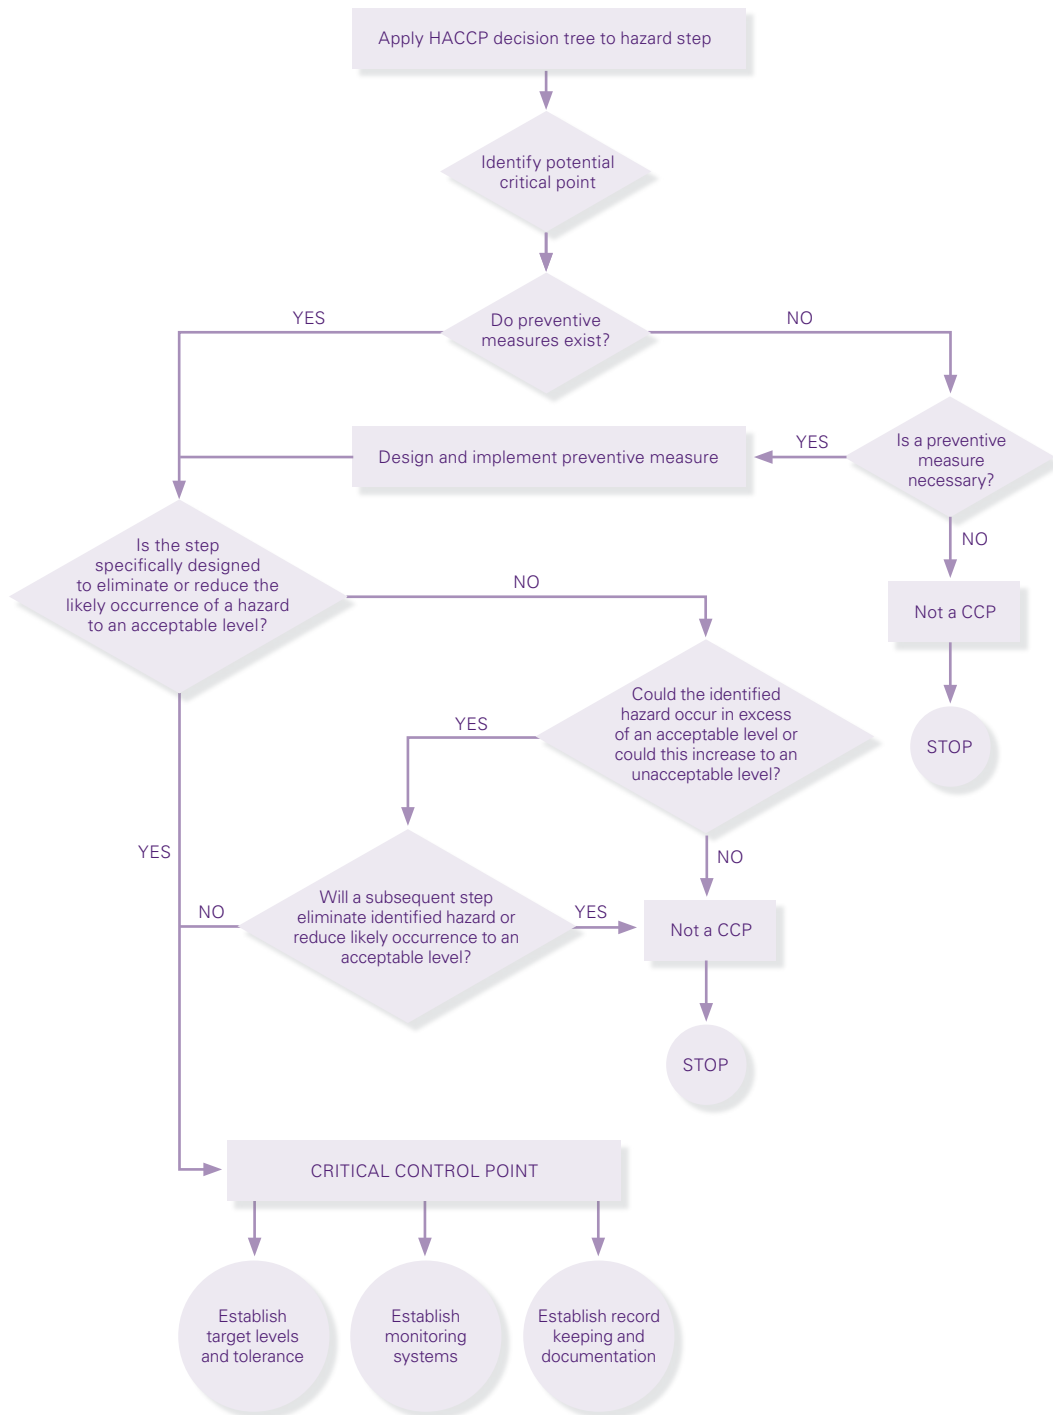 Apply HACCP decision tree to hazard step
Identify potential
critical point
Do preventive
measures exist?
YES
NO
Is a preventive
measure
necessary?
YES
Design and implement preventive measure
NO
Not a CCP
STOP
Is the step
specifically designed
to eliminate or reduce the
likely occurrence of a hazard
to an acceptable level?
NO
Could the identified
hazard occur in excess
of an acceptable level or
could this increase to an
unacceptable level?
YES
NO
YES
Will a subsequent step
eliminate identified hazard or
reduce likely occurrence to an
acceptable level?
NO
YES
Not a CCP
STOP
CRITICAL CONTROL POINT
Establish
target levels
and tolerance
Establish
monitoring
systems
Establish record
keeping and
documentation